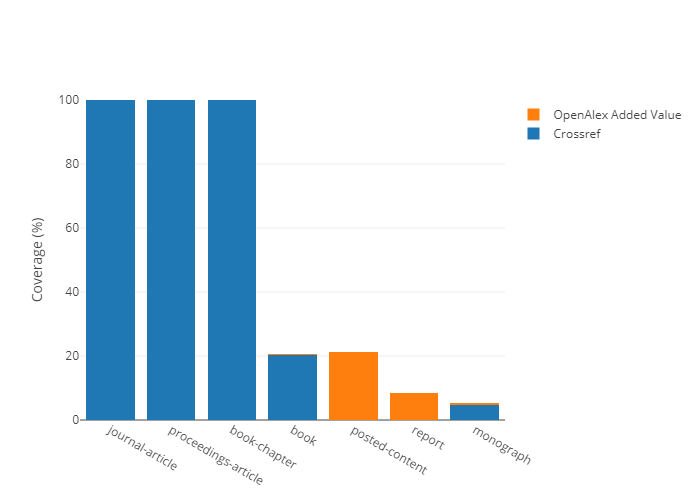 OpenAlex Added Value
Crossref
Coverage (%)
100
80
60
40
20
0
journal-article
proceedings-article
book-chapter
book
posted-content
report
monograph